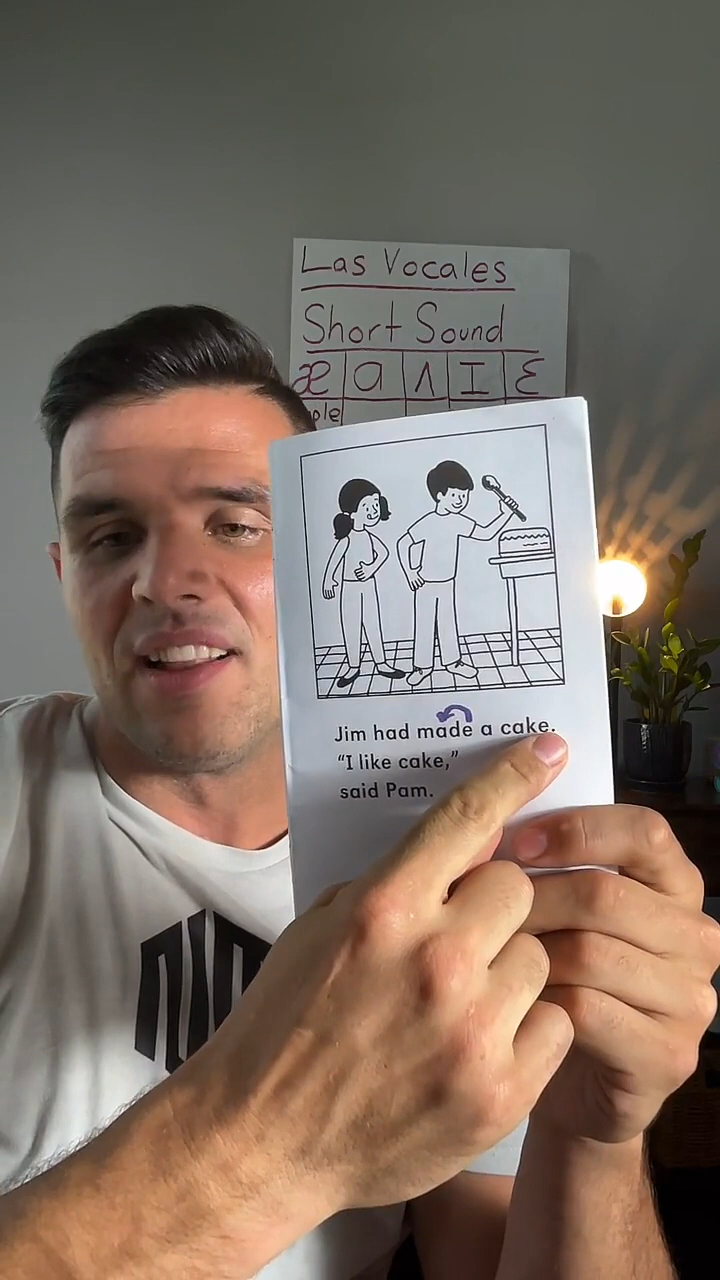 Las Vocales
Short Sound
æ a ʌ I ɛ
Jim had made a cake.
"I like cake,"
said Pam.